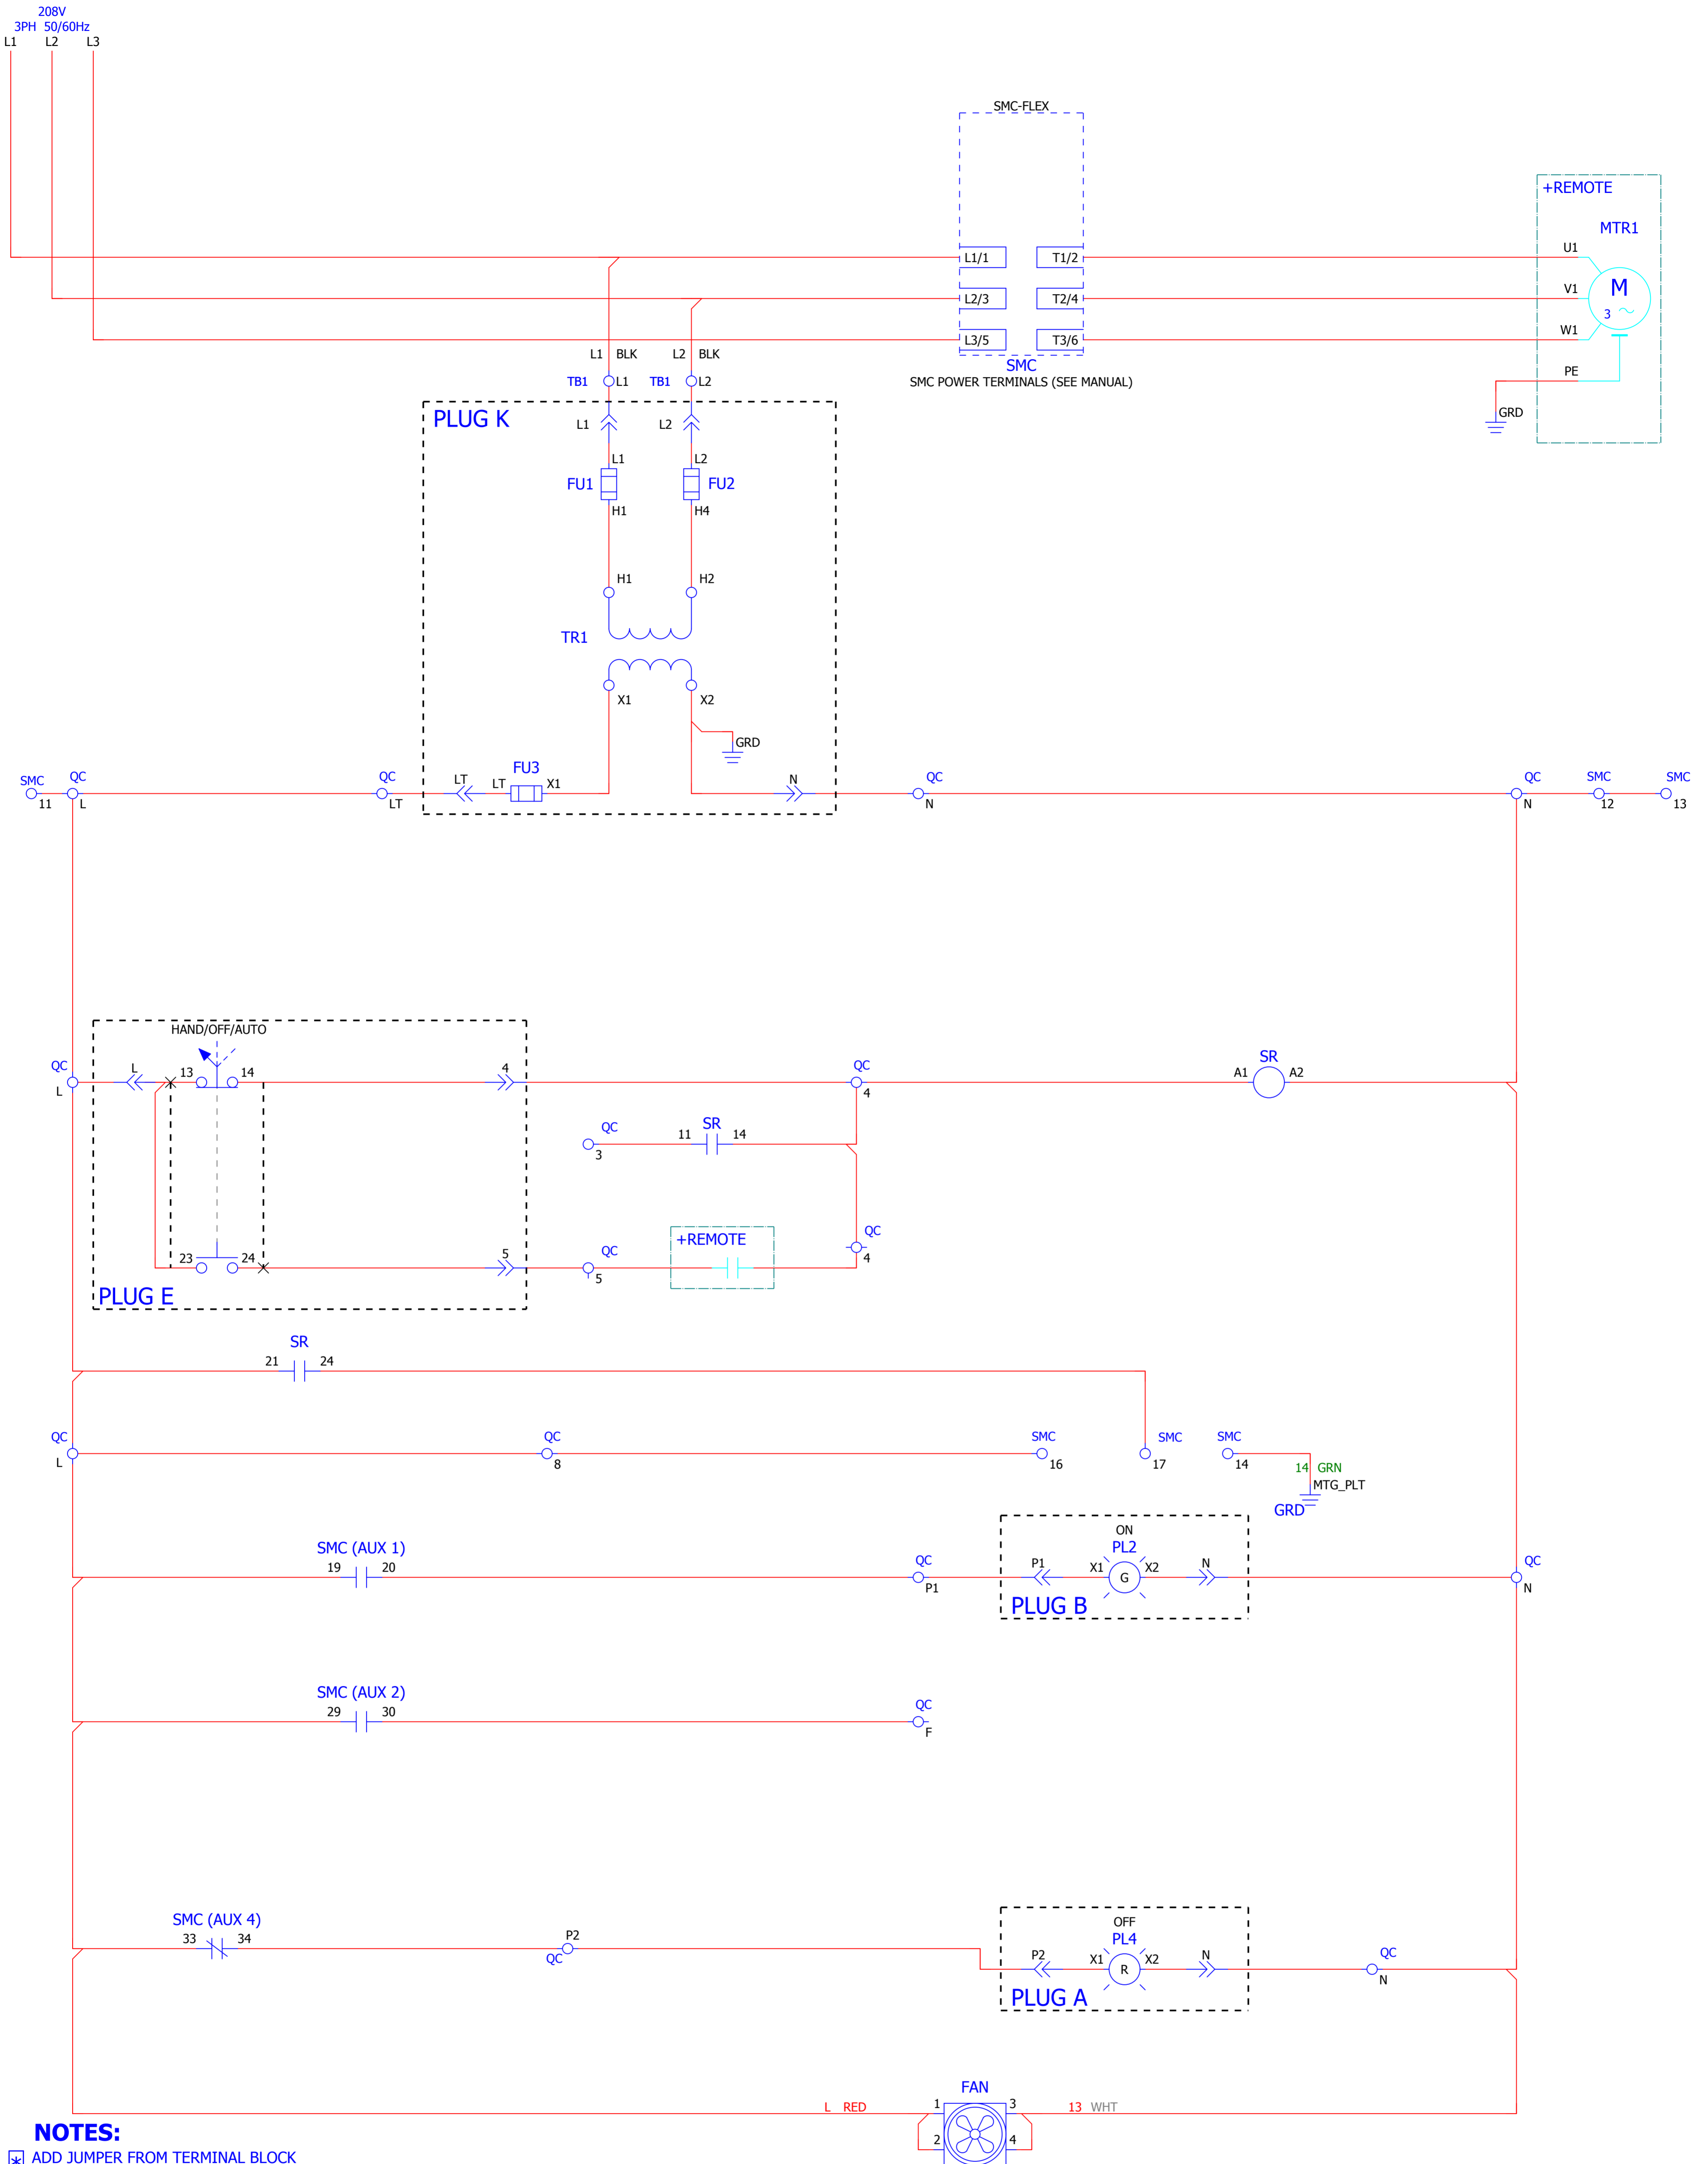 208V
3PH 50/60Hz
L1 L2 L3
SMC-FLEX
+REMOTE
MTR1
L1/1 T1/2 U1
L2/3 T2/4 V1
M
3
L3/5 T3/6 W1
SMC
SMC POWER TERMINALS (SEE MANUAL)
PE
GRD
L1 BLK L2 BLK
TB1 L1 TB1 L2
PLUG K
L1 L2
L1 L2
FU1 FU2
H1 H4
H1 H2
TR1
X1 X2
GRD
FU3
SMC QC QC LT LT X1 N QC QC SMC SMC
11 L LT N N 12 13
HAND/OFF/AUTO
QC L 13 14 4 QC SR
L 4 A1 A2
QC SR
3 11 14
QC
4
+REMOTE
23 24 5 QC
5
PLUG E
SR
21 24
QC QC SMC SMC SMC
L 8 16 17 14
14 GRN
MTG_PLT
GRD
ON
SMC (AUX 1) PL2
19 20 QC P1 X1 G X2 N QC
P1 N
PLUG B
SMC (AUX 2)
29 30 QC
F
OFF
SMC (AUX 4) PL4
33 34 P2 P2 X1 R X2 N QC
QC N
PLUG A
FAN
L RED 1 3 13 WHT
2 4
NOTES:
* ADD JUMPER FROM TERMINAL BLOCK